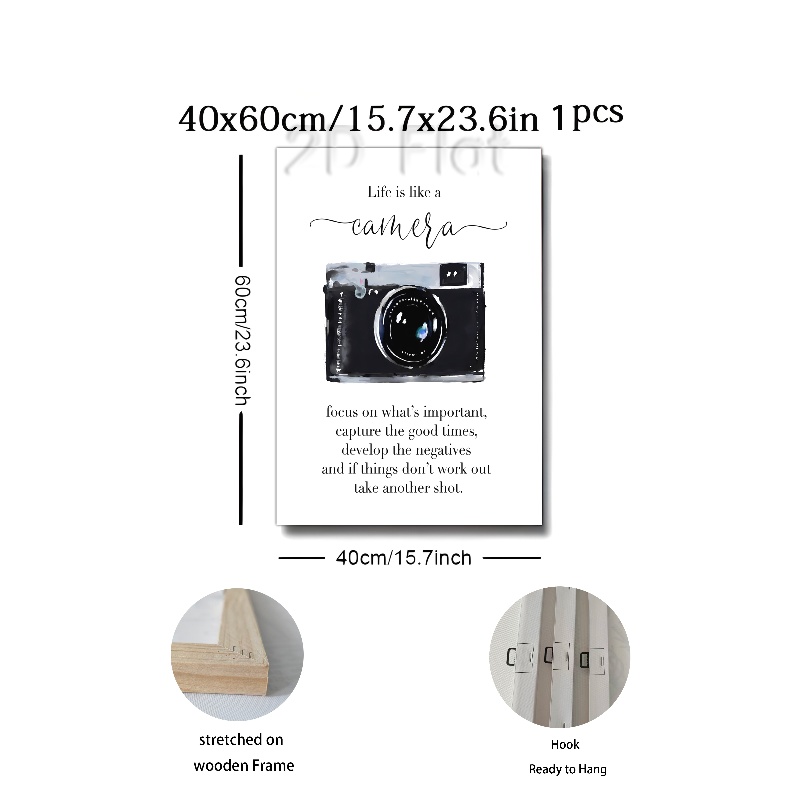 40x60cm/15.7x23.6in 1pcs
2D Flat
Life is like a
camera
60cm/23.6inch
focus on what's important,
capture the good times,
develop the negatives
and if things don't work out
take another shot.
40cm/15.7inch
stretched on
wooden Frame
Hook
Ready to Hang